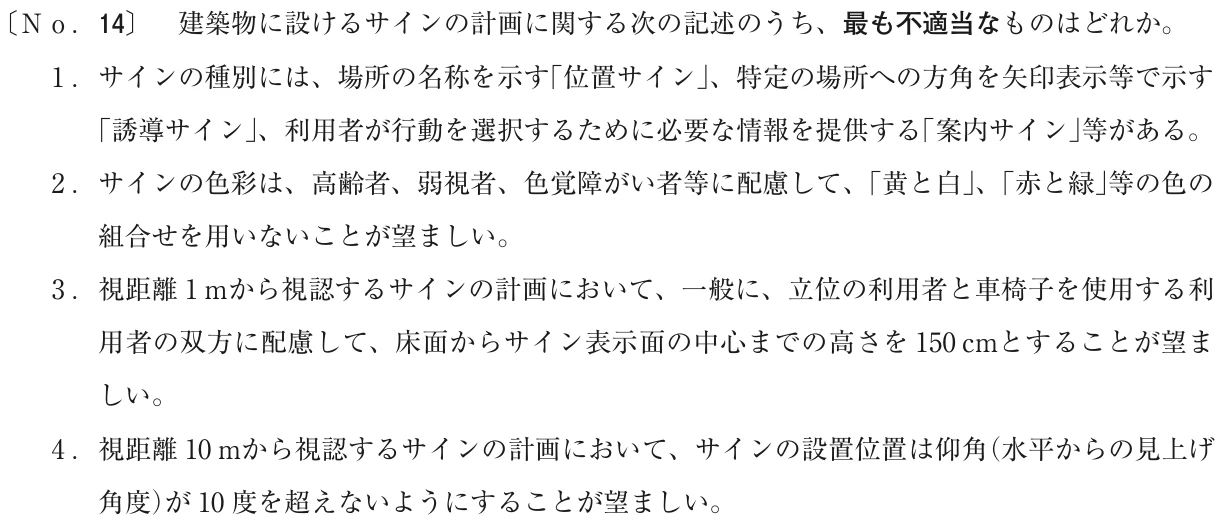 〔Ｎｏ．14〕　建築物に設けるサインの計画に関する次の記述のうち、最も不適当なものはどれか。
１．サインの種別には、場所の名称を示す「位置サイン」、特定の場所への方角を矢印表示等で示す
「誘導サイン」、利用者が行動を選択するために必要な情報を提供する「案内サイン」等がある。
２．サインの色彩は、高齢者、弱視者、色覚障がい者等に配慮して、「黄と白」、「赤と緑」等の色の
組合せを用いないことが望ましい。
３．視距離１ｍから視認するサインの計画において、一般に、立位の利用者と車椅子を使用する利
用者の双方に配慮して、床面からサイン表示面の中心までの高さを 150 cmとすることが望ま
しい。
４．視距離 10 mから視認するサインの計画において、サインの設置位置は仰角(水平からの見上げ
角度)が 10 度を超えないようにすることが望ましい。